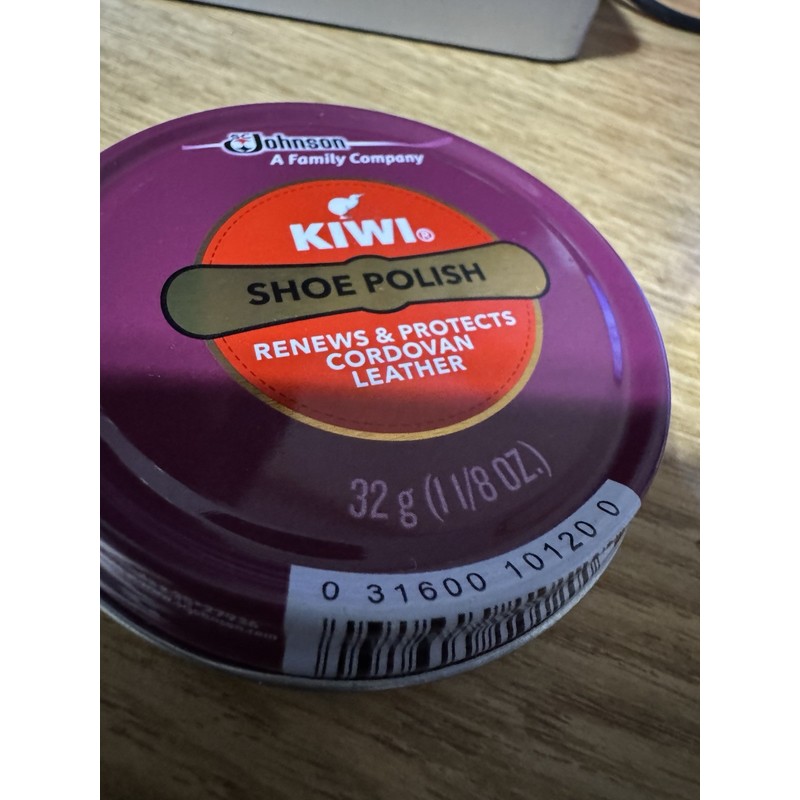 SC Johnson
A Family Company
KIWI®
SHOE POLISH
RENEWS & PROTECTS
CORDOVAN
LEATHER
32 g (1 1/8 OZ.)
0 31600 10120 0